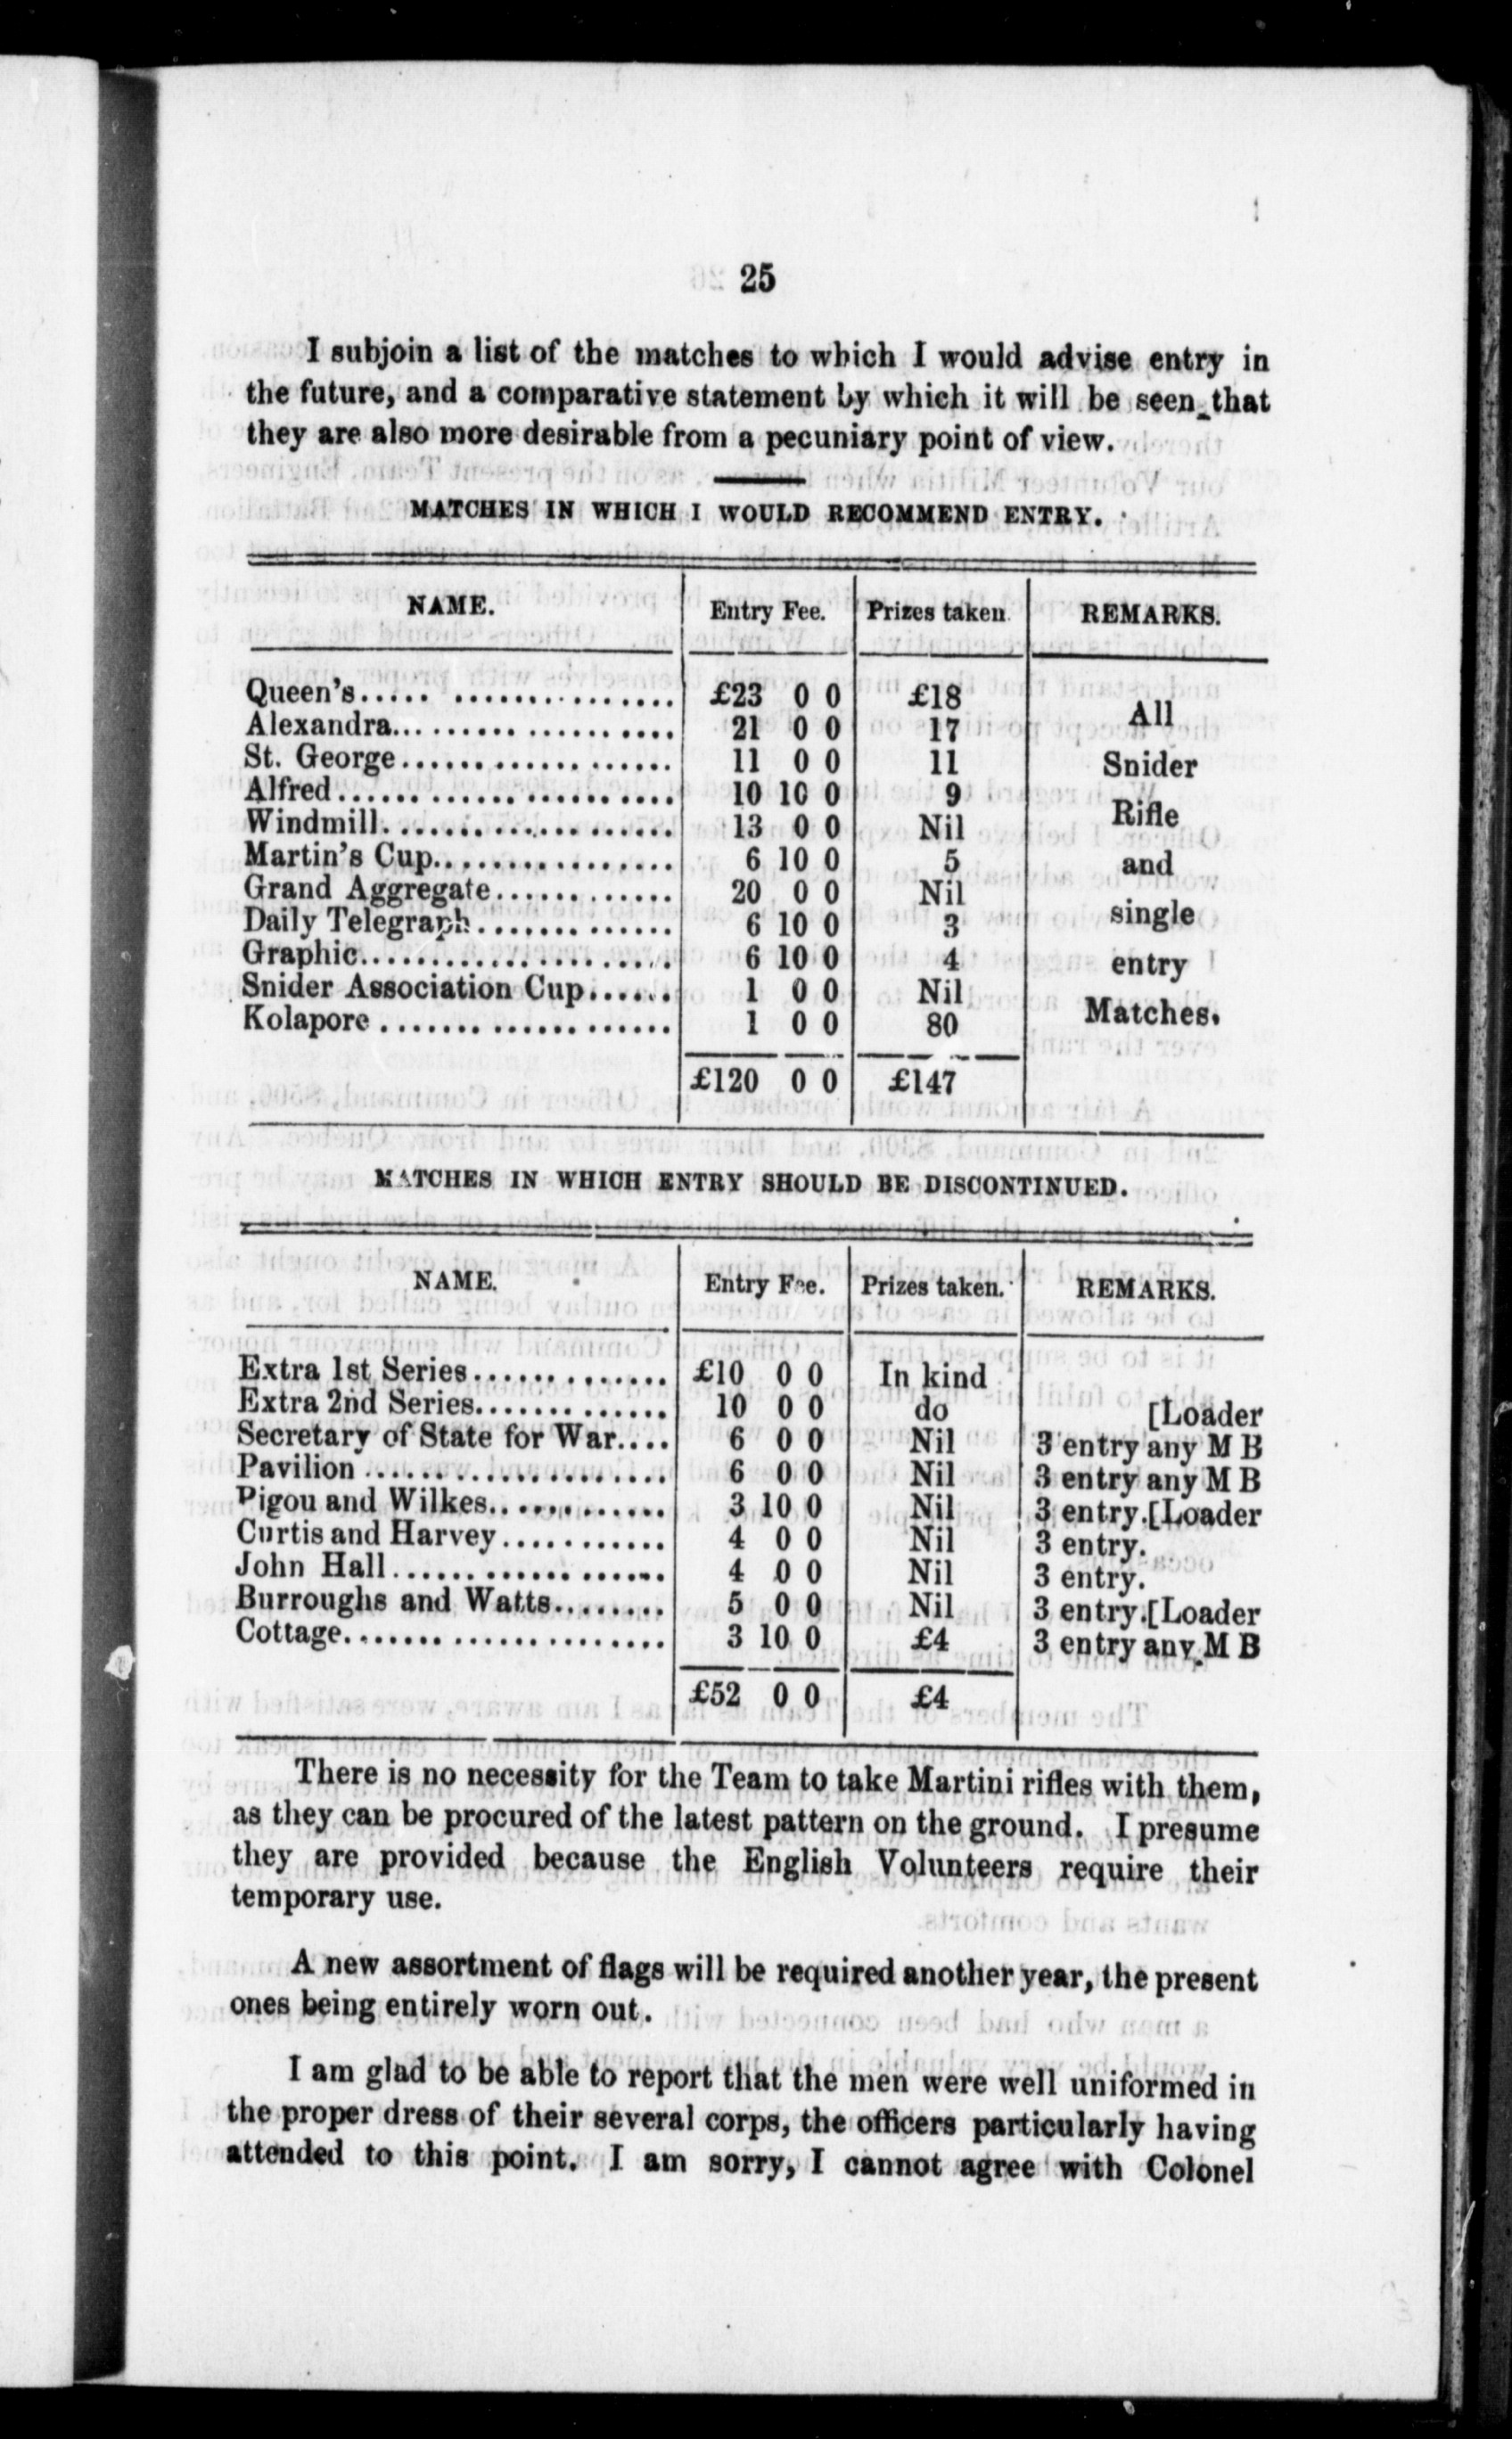 25
I subjoin a list of the matches to which I would advise entry in
the future, and a comparative statement by which it will be seen that
they are also more desirable from a pecuniary point of view.
MATCHES IN WHICH I WOULD RECOMMEND ENTRY.
NAME. Entry Fee. Prizes taken. REMARKS.
Queen's.................... £23 0 0 £18
Alexandra.................... 21 0 0 17 All
St. George.................... 11 0 0 11 Snider
Alfred.................... 10 10 0 9
Windmill.................... 13 0 0 Nil Rifle
Martin's Cup.................... 6 10 0 5 and
Grand Aggregate............. 20 0 0 Nil
Daily Telegraph.............. 6 10 0 3 single
Graphic.................... 6 10 0 4 entry
Snider Association Cup...... 1 0 0 Nil
Kolapore .................... 1 0 0 80 Matches.
£120 0 0 £147
MATCHES IN WHICH ENTRY SHOULD BE DISCONTINUED.
NAME. Entry Fee. Prizes taken. REMARKS.
Extra 1st Series.............. £10 0 0 In kind
Extra 2nd Series.............. 10 0 0 do [Loader
Secretary of State for War.... 6 0 0 Nil 3 entry any M B
Pavilion .................... 6 0 0 Nil 3 entry any M B
Pigou and Wilkes............. 3 10 0 Nil 3 entry.[Loader
Curtis and Harvey............ 4 0 0 Nil 3 entry.
John Hall.................... 4 0 0 Nil 3 entry.
Burroughs and Watts........ 5 0 0 Nil 3 entry.[Loader
Cottage.................... 3 10 0 £4 3 entry any M B
£52 0 0 £4
There is no necessity for the Team to take Martini rifles with them,
as they can be procured of the latest pattern on the ground. I presume
they are provided because the English Volunteers require their
temporary use.
A new assortment of flags will be required another year, the present
ones being entirely worn out.
I am glad to be able to report that the men were well uniformed in
the proper dress of their several corps, the officers particularly having
attended to this point. I am sorry, I cannot agree with Colonel